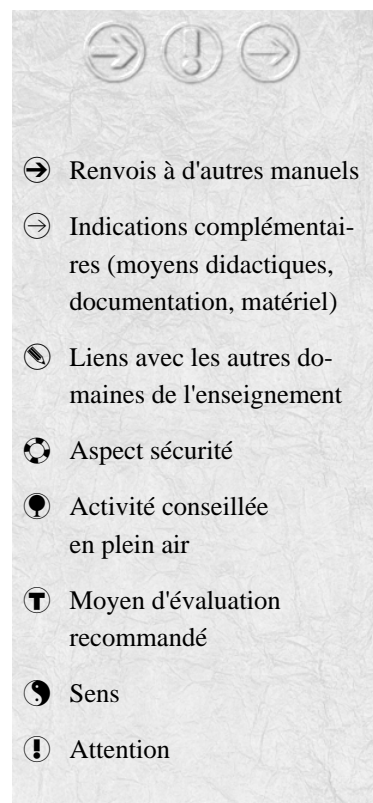 Renvois à d'autres manuels
Indications complémentai-
res (moyens didactiques,
documentation, matériel)
Liens avec les autres do-
maines de l'enseignement
Aspect sécurité
Activité conseillée
en plein air
T Moyen d'évaluation
recommandé
Sens
! Attention